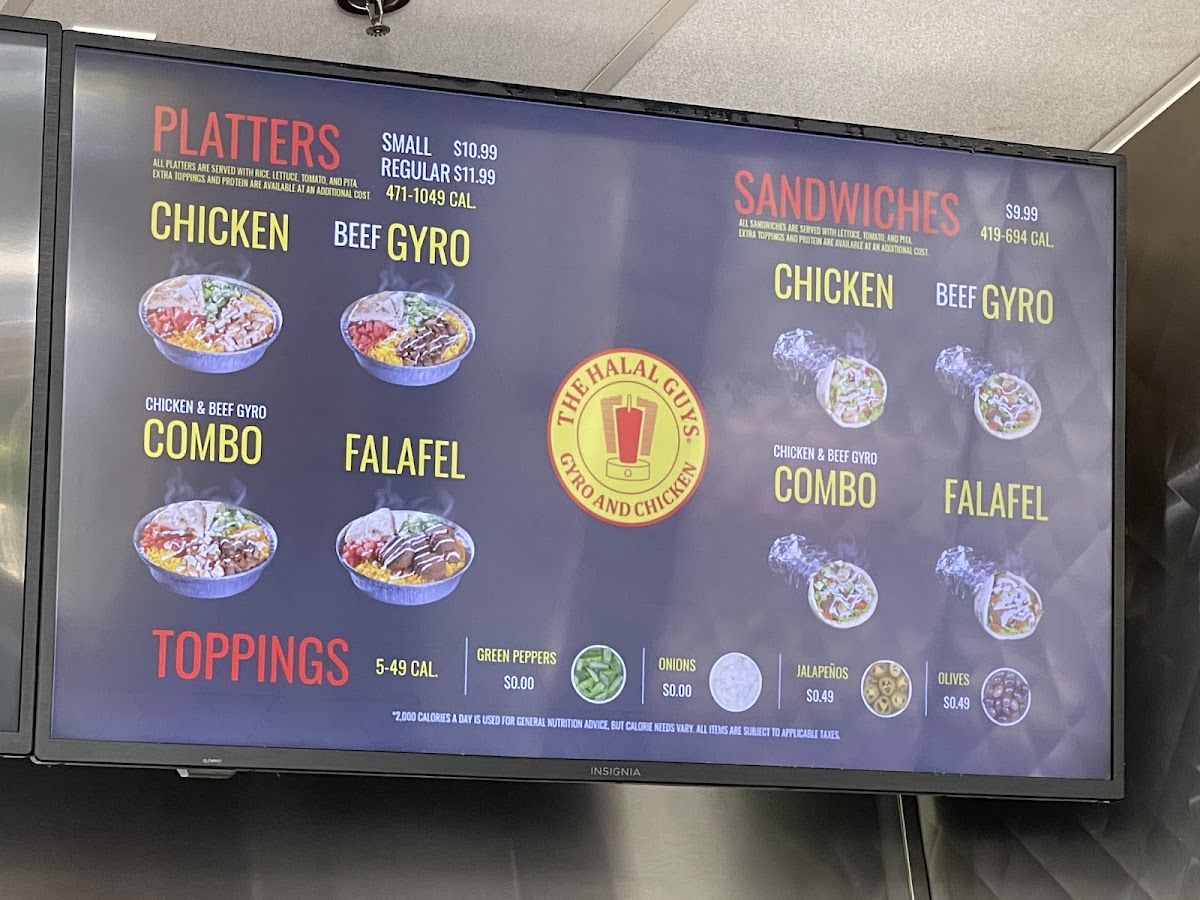 PLATTERS
ALL PLATTERS ARE SERVED WITH RICE, LETTUCE, TOMATO, AND PITA.
EXTRA TOPPINGS AND PROTEIN ARE AVAILABLE AT AN ADDITIONAL COST.
SMALL $10.99
REGULAR $11.99
471-1049 CAL.
CHICKEN
BEEF GYRO
CHICKEN & BEEF GYRO
COMBO
FALAFEL
THE HALAL GUYS®
GYRO AND CHICKEN
SANDWICHES
ALL SANDWICHES ARE SERVED WITH LETTUCE, TOMATO, AND PITA.
EXTRA TOPPINGS AND PROTEIN ARE AVAILABLE AT AN ADDITIONAL COST.
$9.99
419-694 CAL.
CHICKEN
BEEF GYRO
CHICKEN & BEEF GYRO
COMBO
FALAFEL
TOPPINGS
5-49 CAL.
GREEN PEPPERS
$0.00
ONIONS
$0.00
JALAPEÑOS
$0.49
OLIVES
$0.49
*2,000 CALORIES A DAY IS USED FOR GENERAL NUTRITION ADVICE, BUT CALORIE NEEDS VARY. ALL ITEMS ARE SUBJECT TO APPLICABLE TAXES.
INSIGNIA